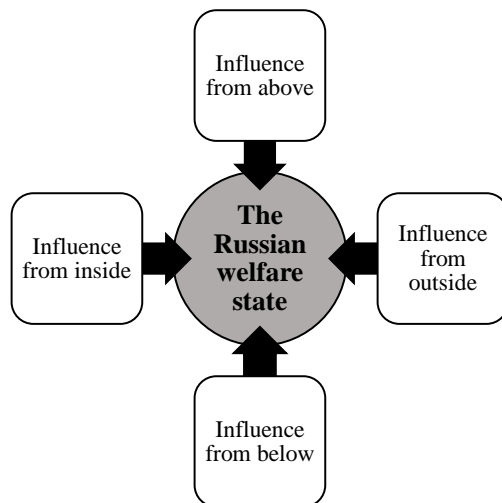 Influence
from above
The
Russian
welfare
state
Influence
from inside
Influence
from
outside
Influence
from below